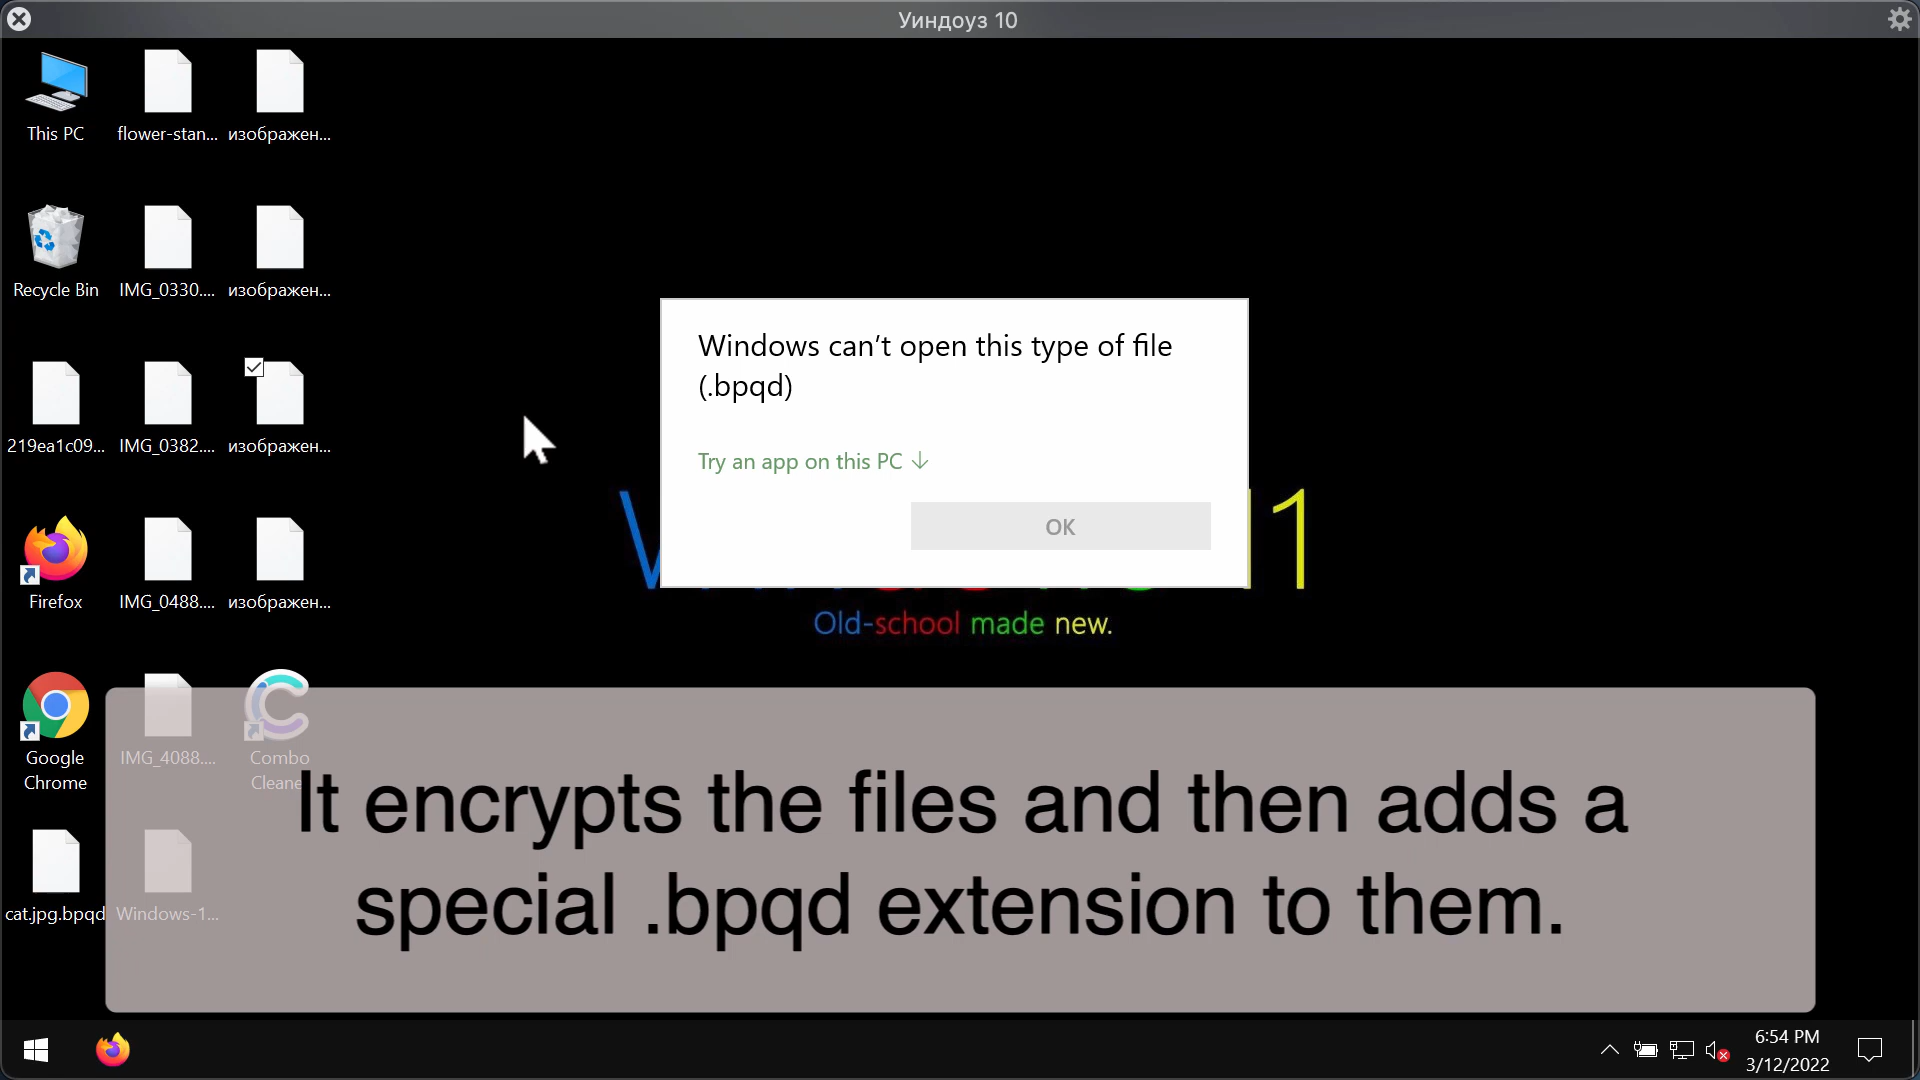 Уиндоуз 10
This PC
flower-stan...
изображен...
Recycle Bin
IMG_0330....
изображен...
219ea1c09...
IMG_0382....
изображен...
Firefox
IMG_0488....
изображен...
Google
Chrome
IMG_4088....
Combo
Cleaner
cat.jpg.bpqd
Windows-1...
Windows can't open this type of file
(.bpqd)
Try an app on this PC
OK
Old-school made new.
It encrypts the files and then adds a
special .bpqd extension to them.
6:54 PM
3/12/2022